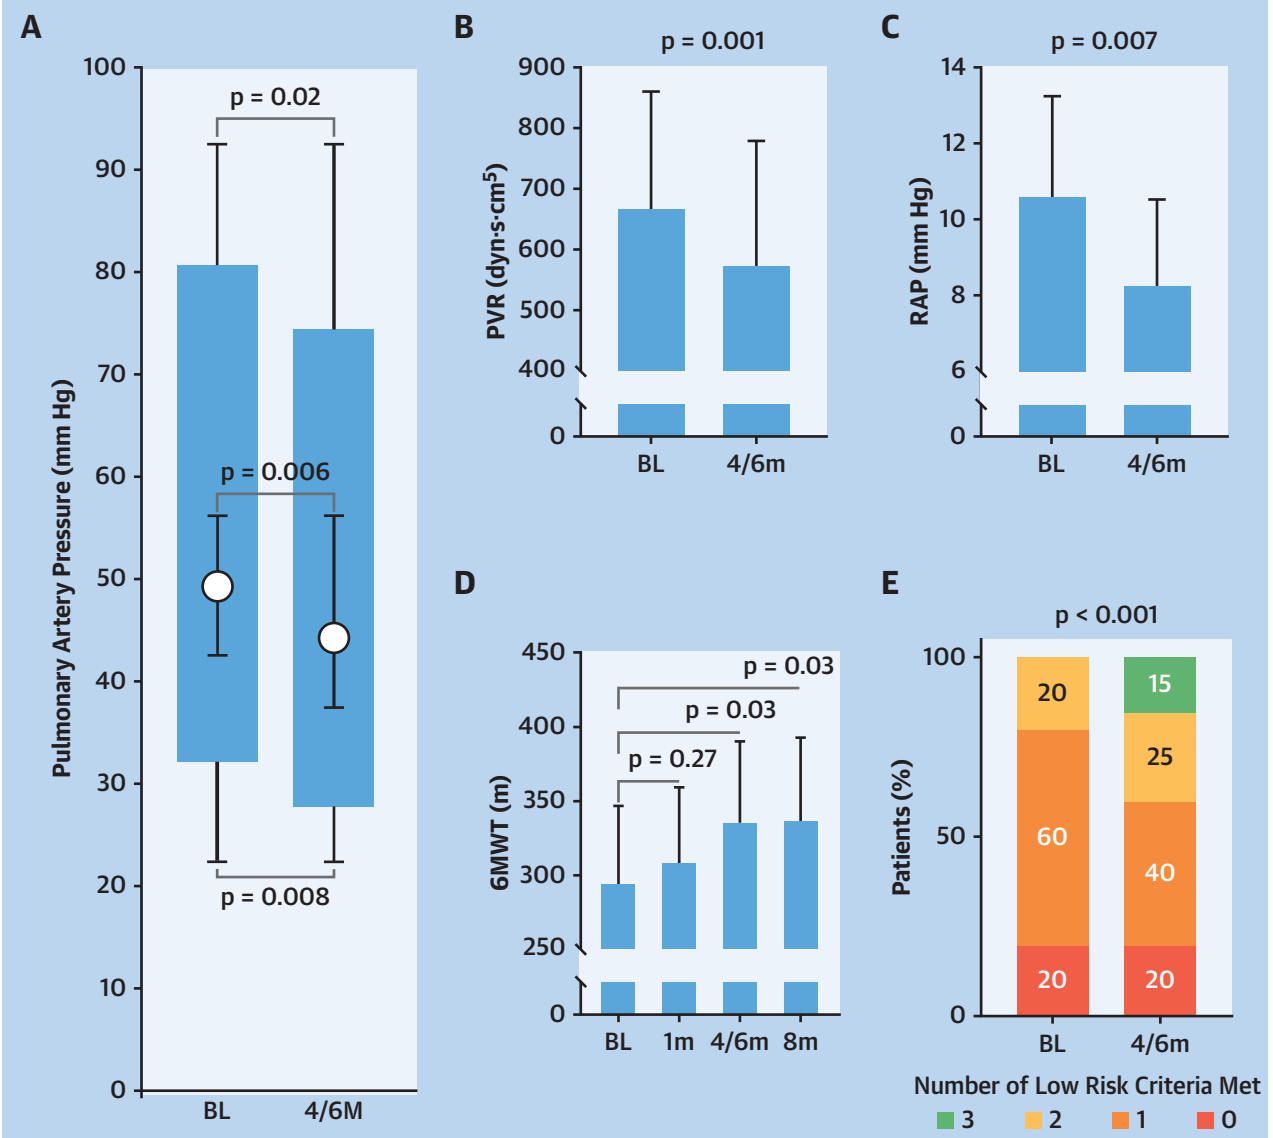 A
Pulmonary Artery Pressure (mm Hg)
100
90
80
70
60
50
40
30
20
10
0
p = 0.02
p = 0.006
p = 0.008
BL
4/6M
B
p = 0.001
PVR (dyn·s·cm⁵)
900
800
700
600
500
400
0
BL
4/6m
C
p = 0.007
RAP (mm Hg)
14
12
10
8
6
0
BL
4/6m
D
6MWT (m)
450
400
350
300
250
0
p = 0.03
p = 0.03
p = 0.27
BL
1m
4/6m
8m
E
p < 0.001
Patients (%)
100
50
0
20
60
20
15
25
40
20
BL
4/6m
Number of Low Risk Criteria Met
3
2
1
0